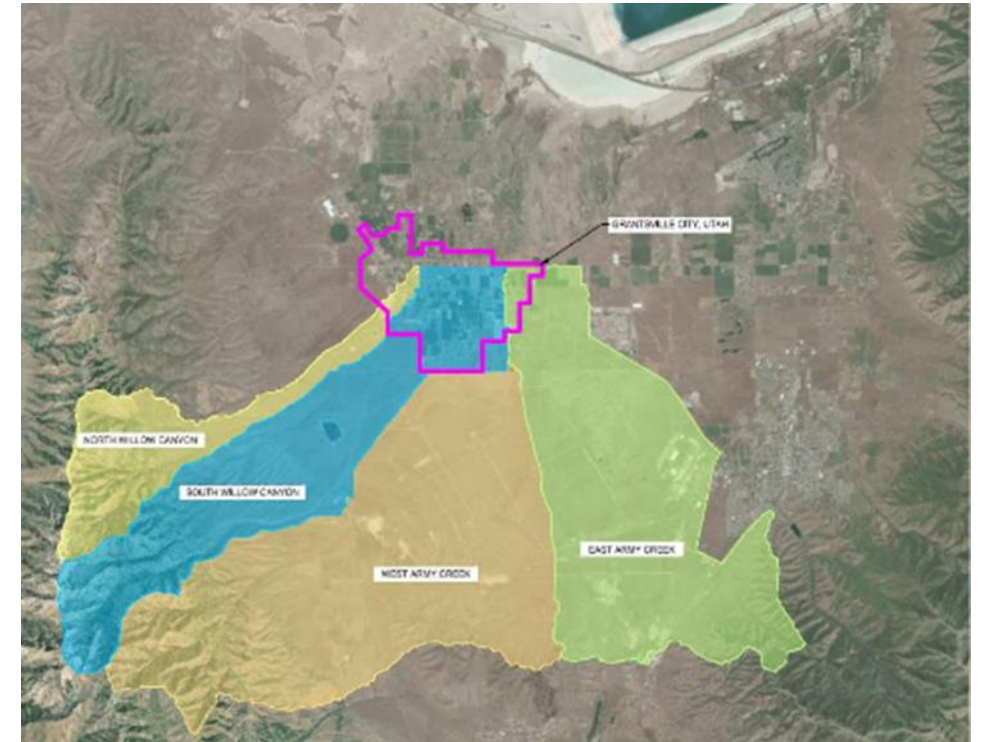 GRANTSVILLE CITY, UTAH
NORTH WILLOW CANYON
SOUTH WILLOW CANYON
EAST ARMY CREEK
WEST ARMY CREEK